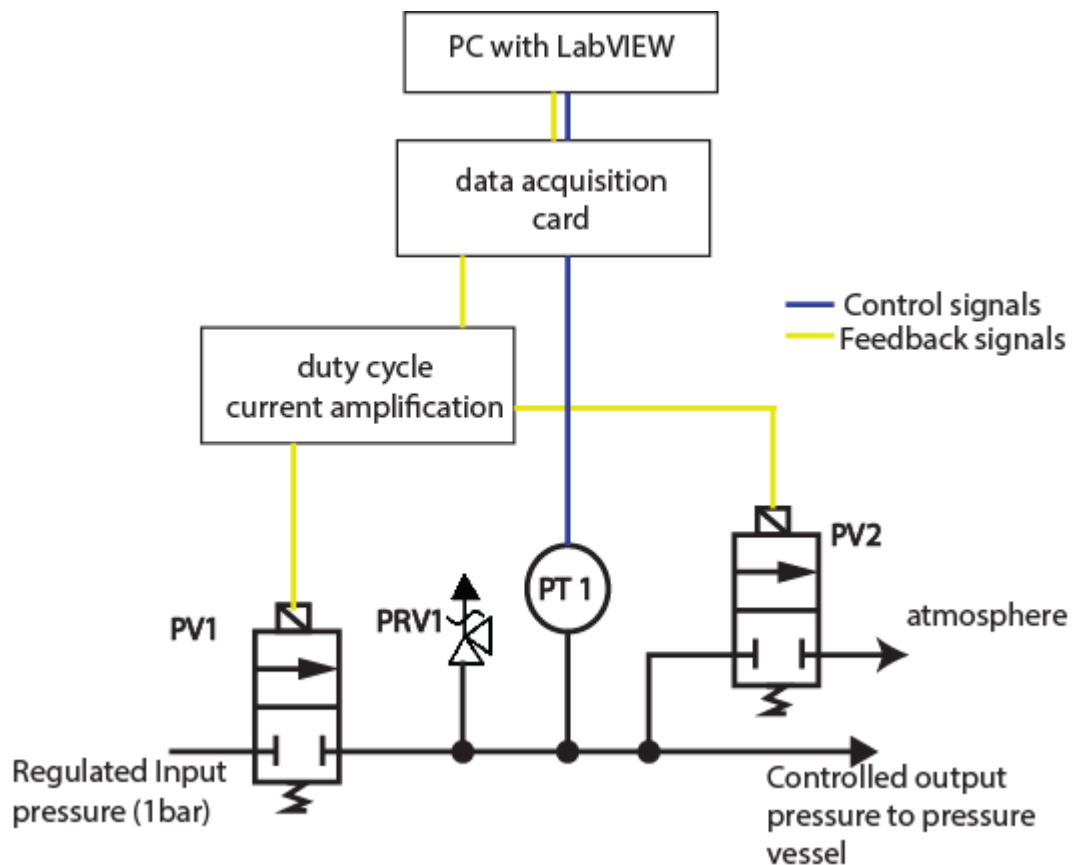 PC with LabVIEW
data acquisition
card
Control signals
Feedback signals
duty cycle
current amplification
PV2
PT 1
PV1
PRV1
atmosphere
Regulated Input
pressure (1bar)
Controlled output
pressure to pressure
vessel